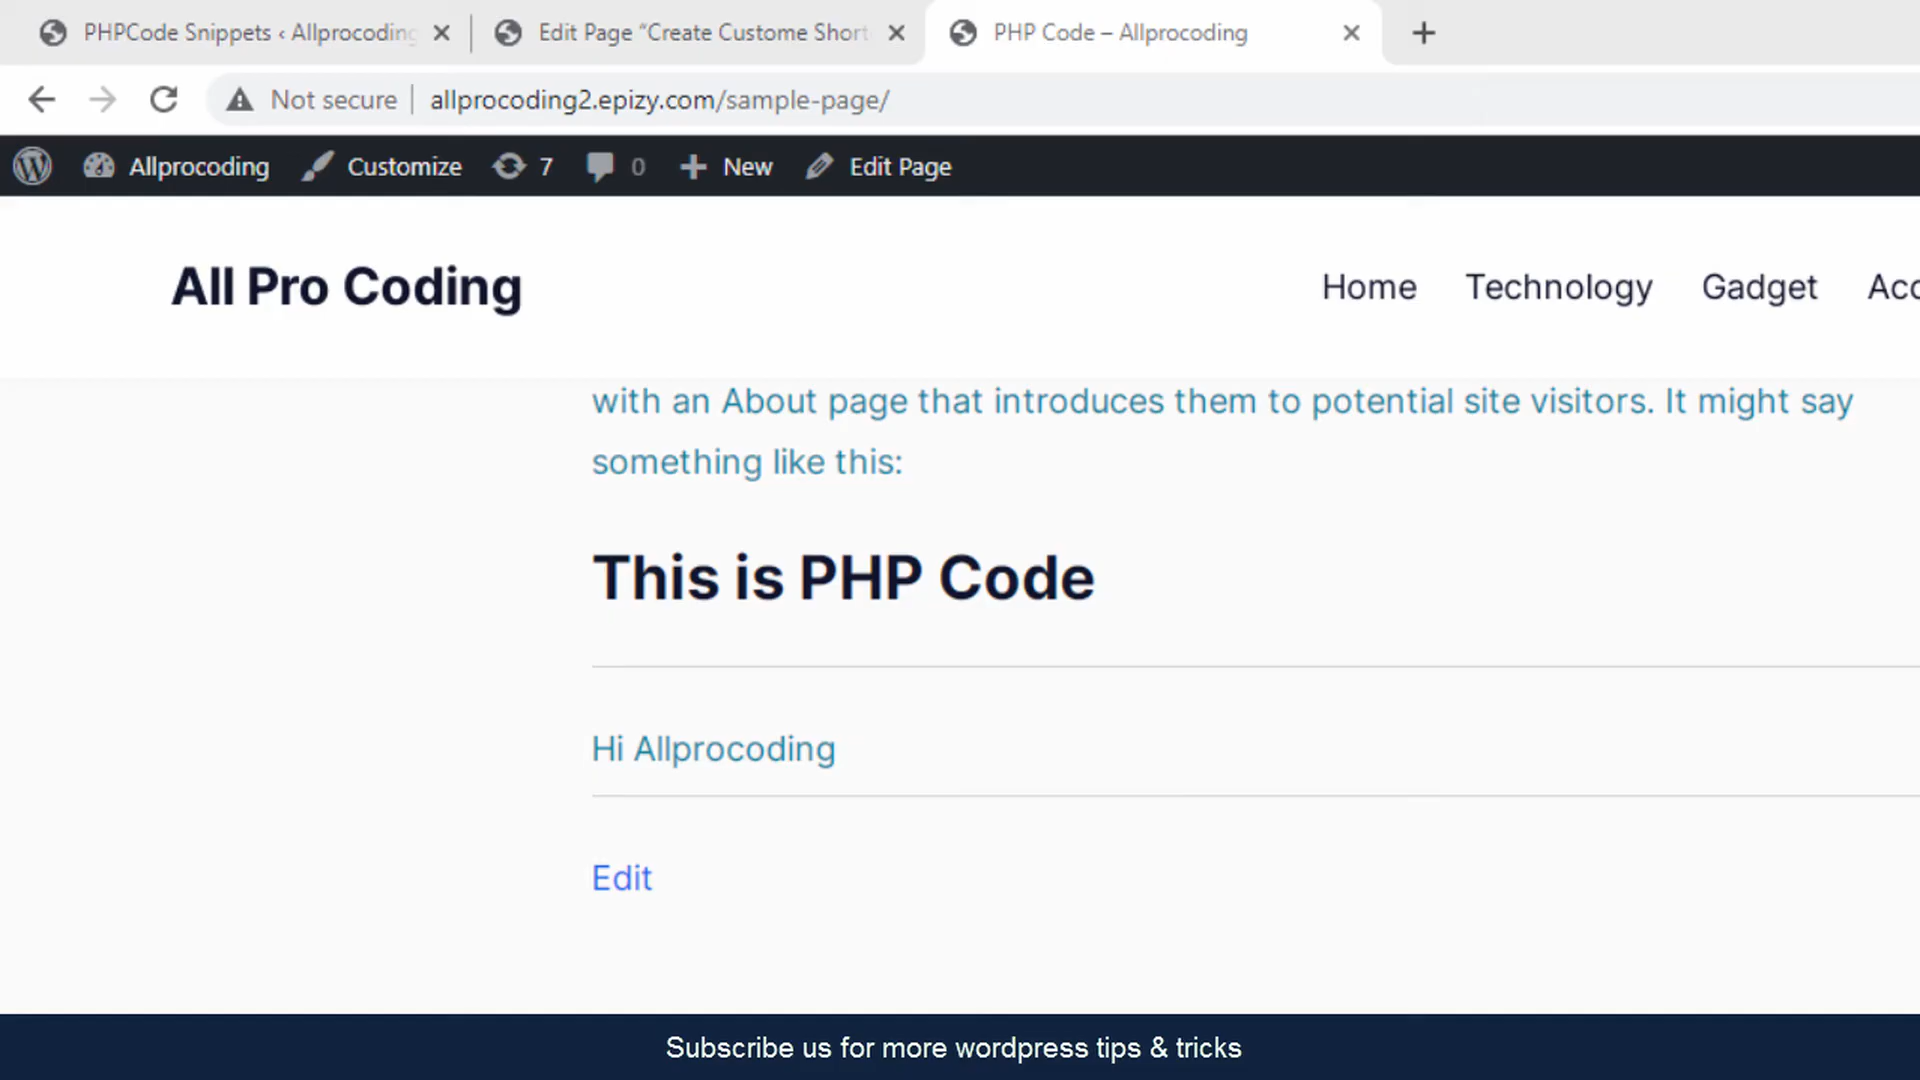 PHPCode Snippets ‹ Allprocoding
Edit Page “Create Custome Short
PHP Code – Allprocoding
Not secure
allprocoding2.epizy.com/sample-page/
Allprocoding
Customize
7
0
New
Edit Page
All Pro Coding
Home
Technology
Gadget
Acc
with an About page that introduces them to potential site visitors. It might say
something like this:
This is PHP Code
Hi Allprocoding
Edit
Subscribe us for more wordpress tips & tricks